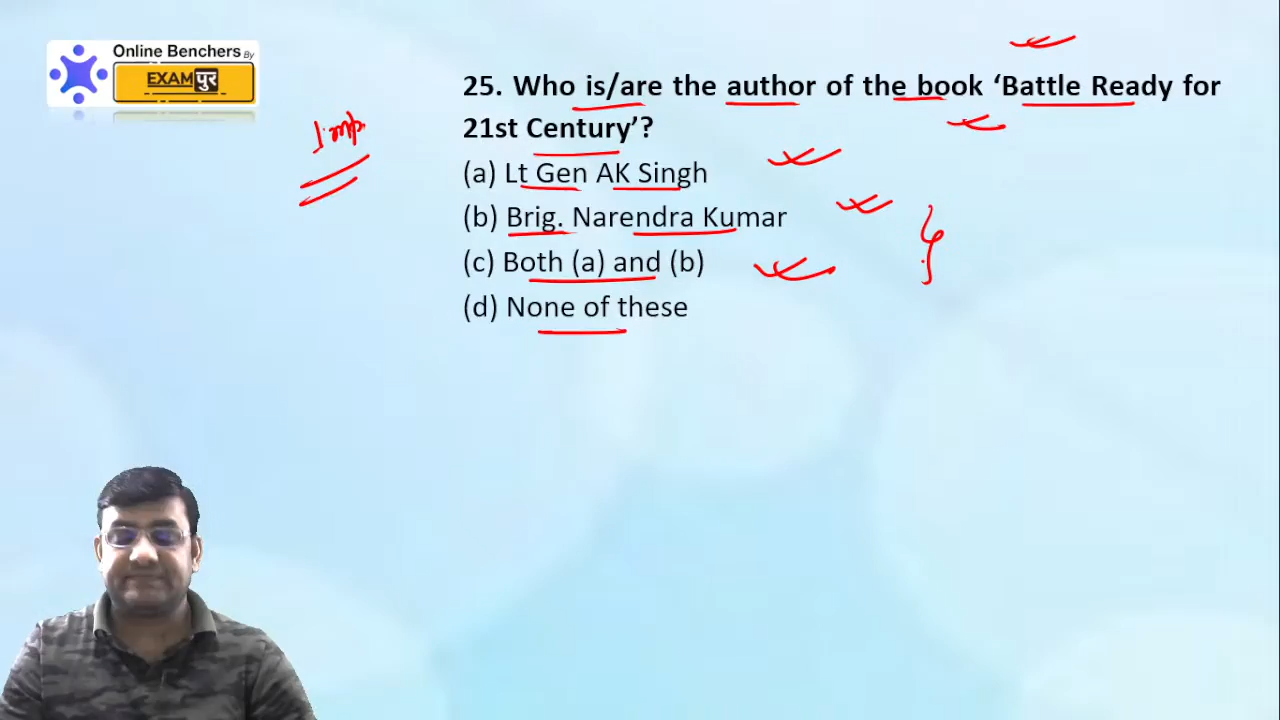 Online Benchers By
EXAMपुर
Imp.
25. Who is/are the author of the book ‘Battle Ready for
21st Century’?
(a) Lt Gen AK Singh
(b) Brig. Narendra Kumar
(c) Both (a) and (b)
(d) None of these